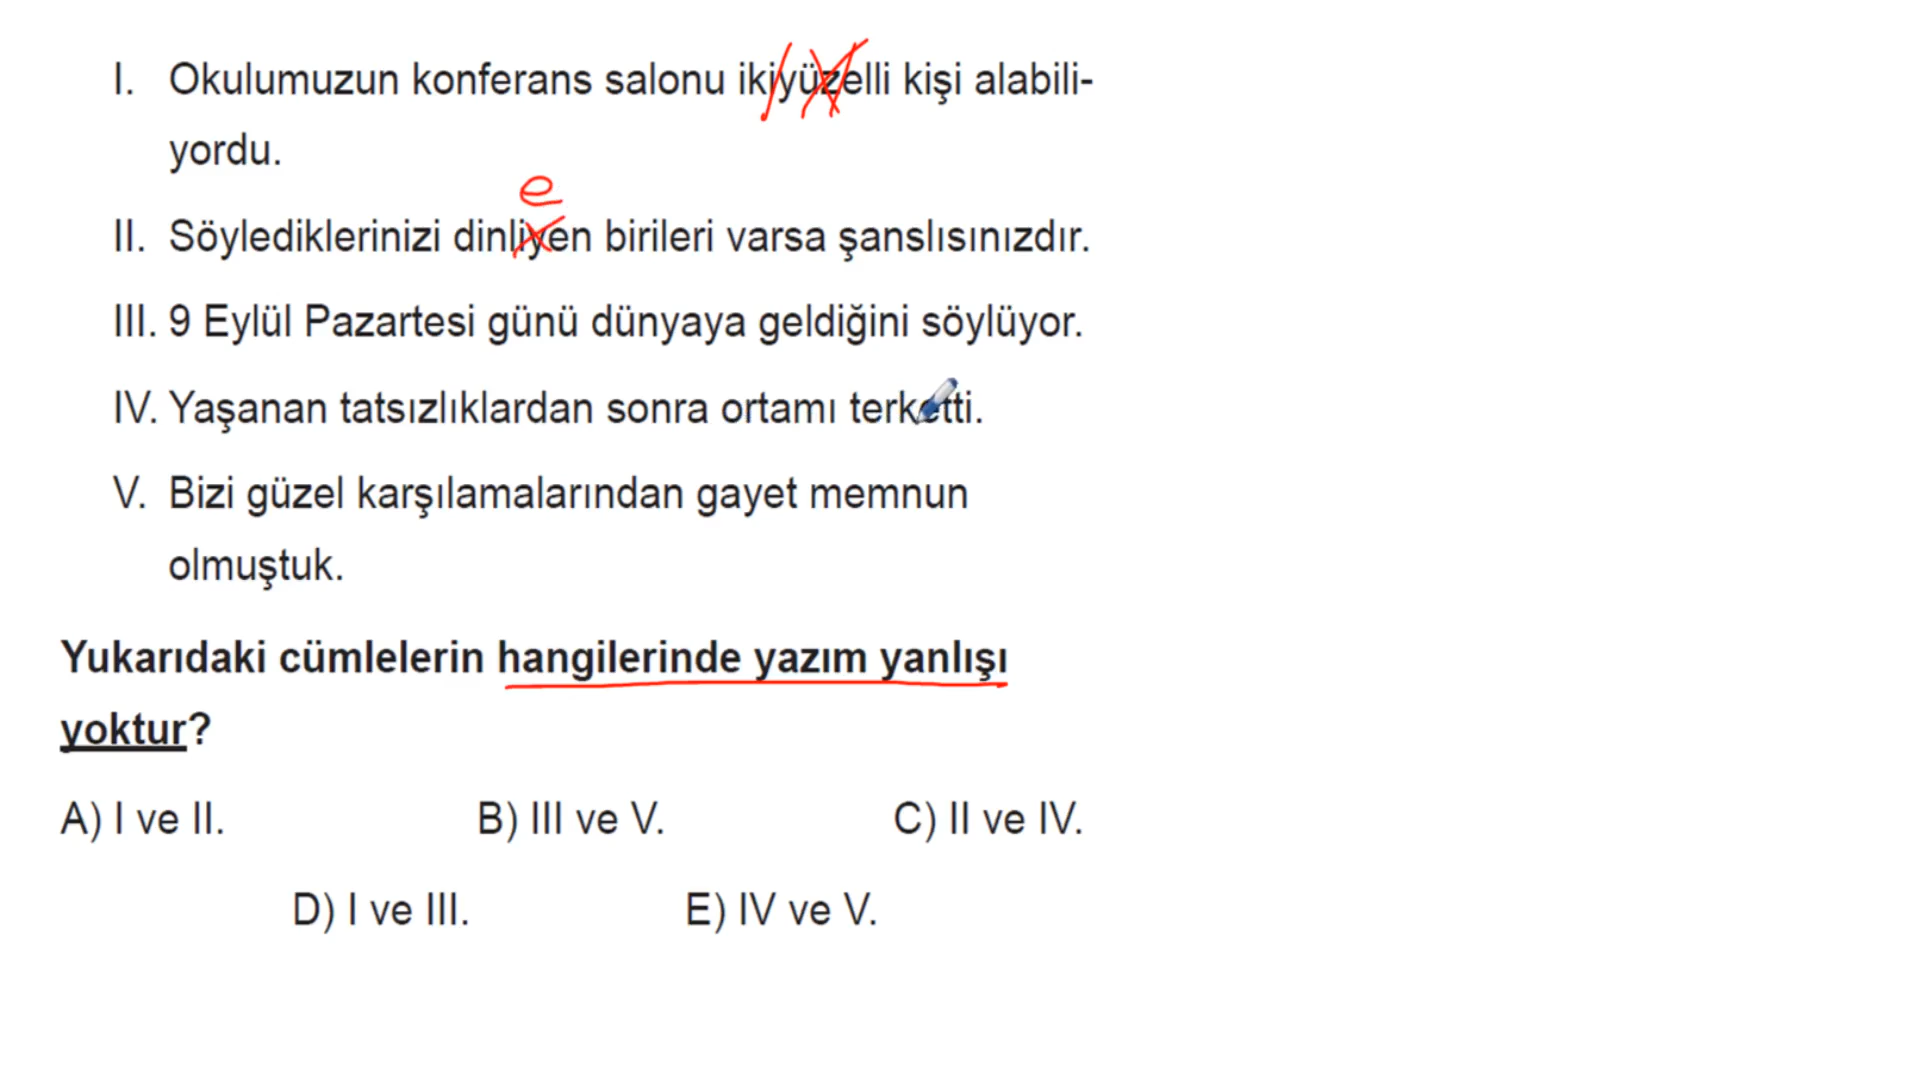 I. Okulumuzun konferans salonu ikiyüzelli kişi alabili-
yordu.
e
II. Söylediklerinizi dinliyen birileri varsa şanslısınızdır.
III. 9 Eylül Pazartesi günü dünyaya geldiğini söylüyor.
IV. Yaşanan tatsızlıklardan sonra ortamı terketti.
V. Bizi güzel karşılamalarından gayet memnun
olmuştuk.
Yukarıdaki cümlelerin hangilerinde yazım yanlışı
yoktur?
A) I ve II. B) III ve V. C) II ve IV.
D) I ve III. E) IV ve V.